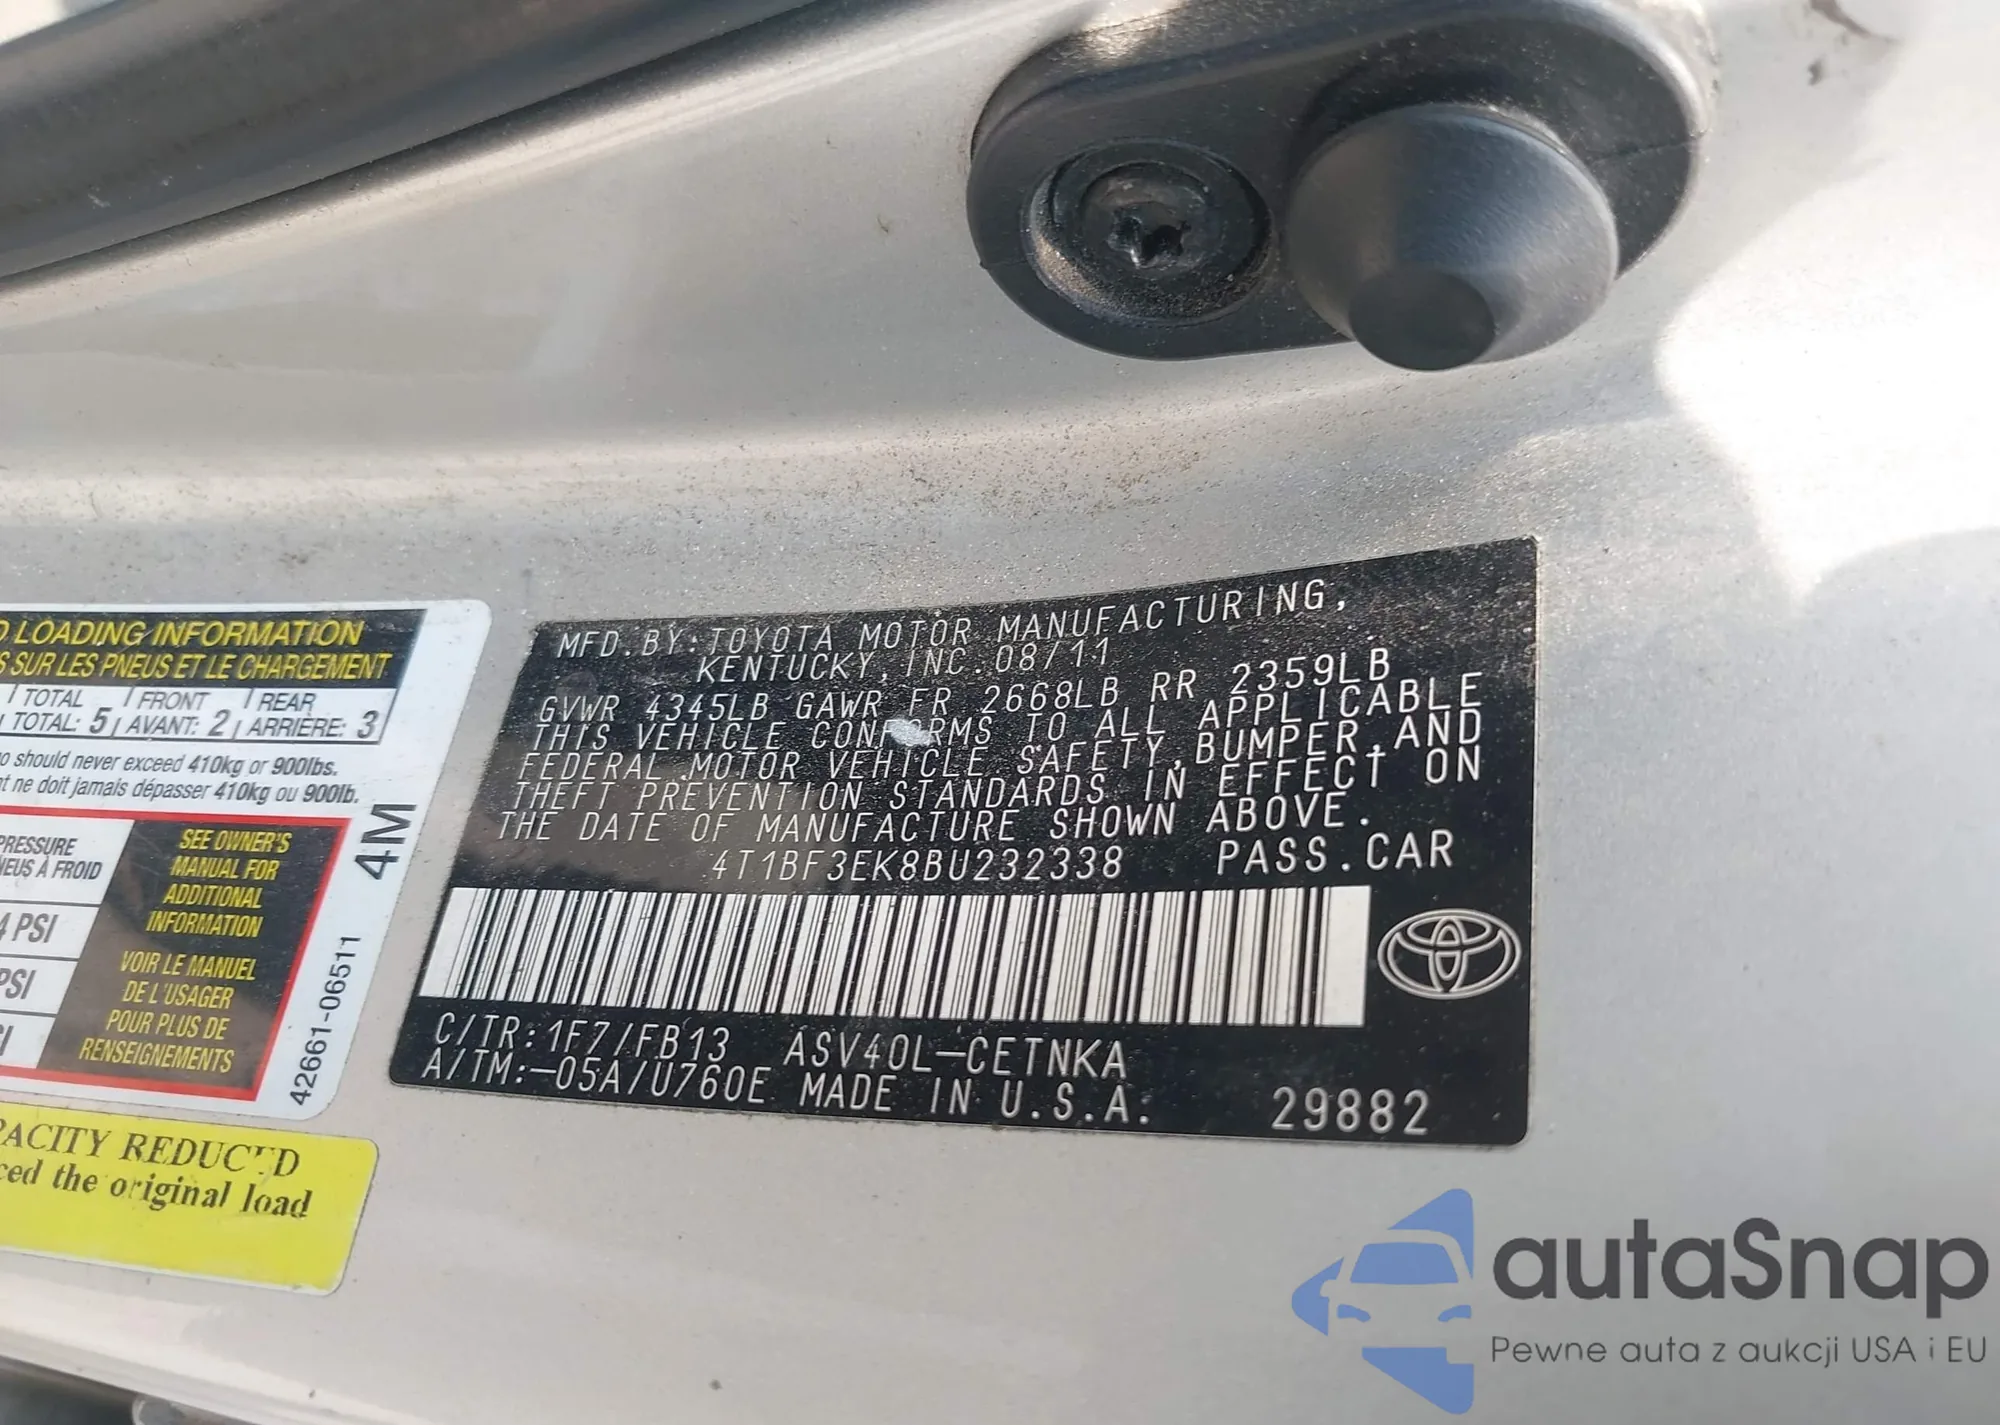 MFD.BY:TOYOTA MOTOR MANUFACTURING,
KENTUCKY, INC. 08/11
GVWR 4345LB GAWR FR 2668LB RR 2359LB
THIS VEHICLE CONFORMS TO ALL APPLICABLE
FEDERAL MOTOR VEHICLE SAFETY, BUMPER, AND
THEFT PREVENTION STANDARDS IN EFFECT ON
THE DATE OF MANUFACTURE SHOWN ABOVE.
4T1BF3EK8BU232338 PASS.CAR
C/TR:1F7/FB13 ASV40L-CETNKA
A/TM:-05A/U760E MADE IN U.S.A. 29882
LOADING INFORMATION
SUR LES PNEUS ET LE CHARGEMENT
TOTAL FRONT REAR
TOTAL: 5 AVANT: 2 ARRIÈRE: 3
should never exceed 410kg or 900lbs.
ne doit jamais dépasser 410kg ou 900lb.
PRESSURE
À FROID
PSI
PSI
SEE OWNER'S
MANUAL FOR
ADDITIONAL
INFORMATION
VOIR LE MANUEL
DE L'USAGER
POUR PLUS DE
RENSEIGNEMENTS
4M
42661-06511
REDUCED
the original load
autaSnap
Pewne auta z aukcji USA i EU